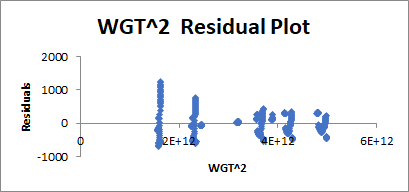 WGT^2 Residual Plot
2000
1000
0
-1000
Residuals
0
2E+12
4E+12
6E+12
WGT^2